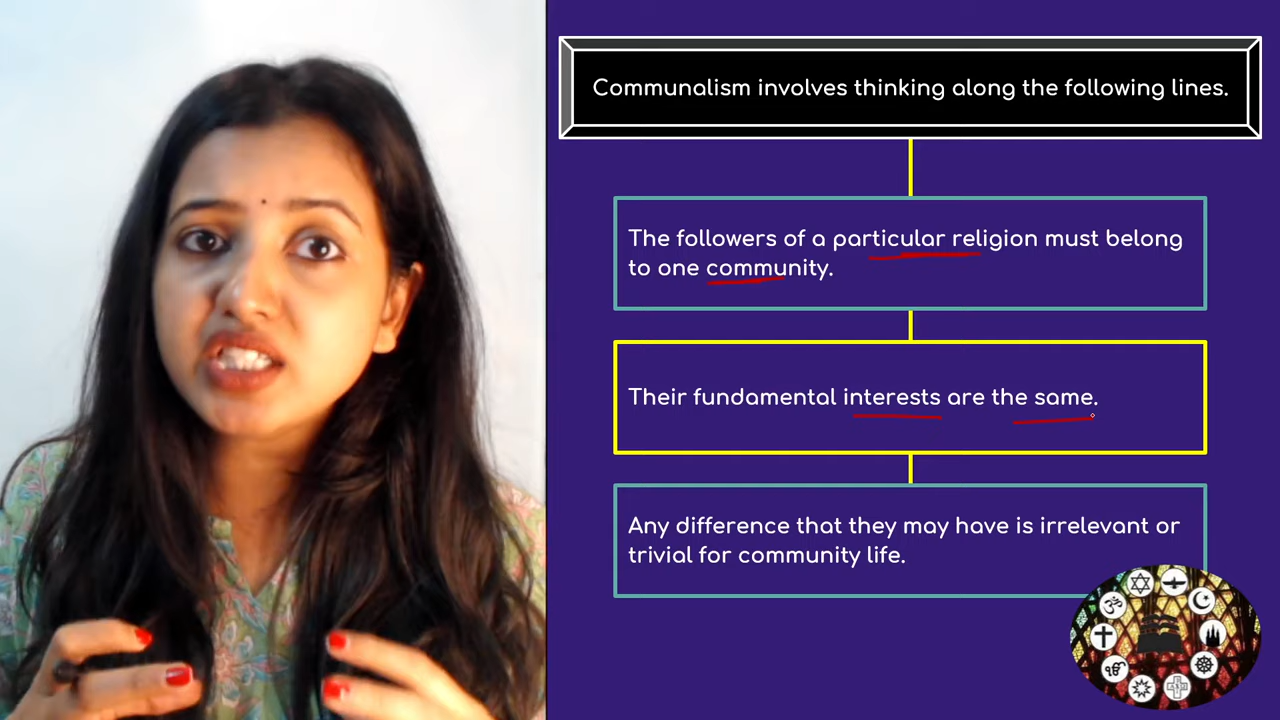 Communalism involves thinking along the following lines.
The followers of a particular religion must belong
to one community.
Their fundamental interests are the same.
Any difference that they may have is irrelevant or
trivial for community life.